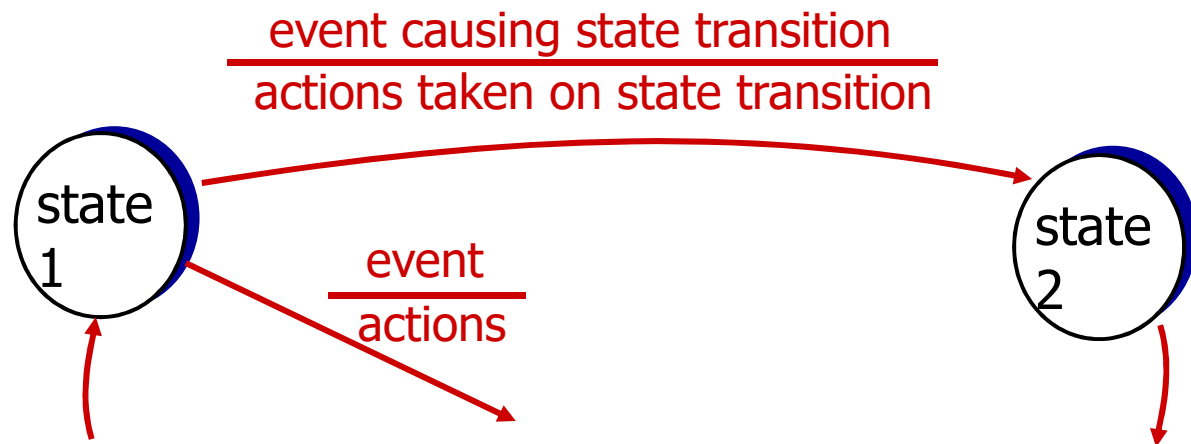 event causing state transition
actions taken on state transition
state
1
state
2
event
actions